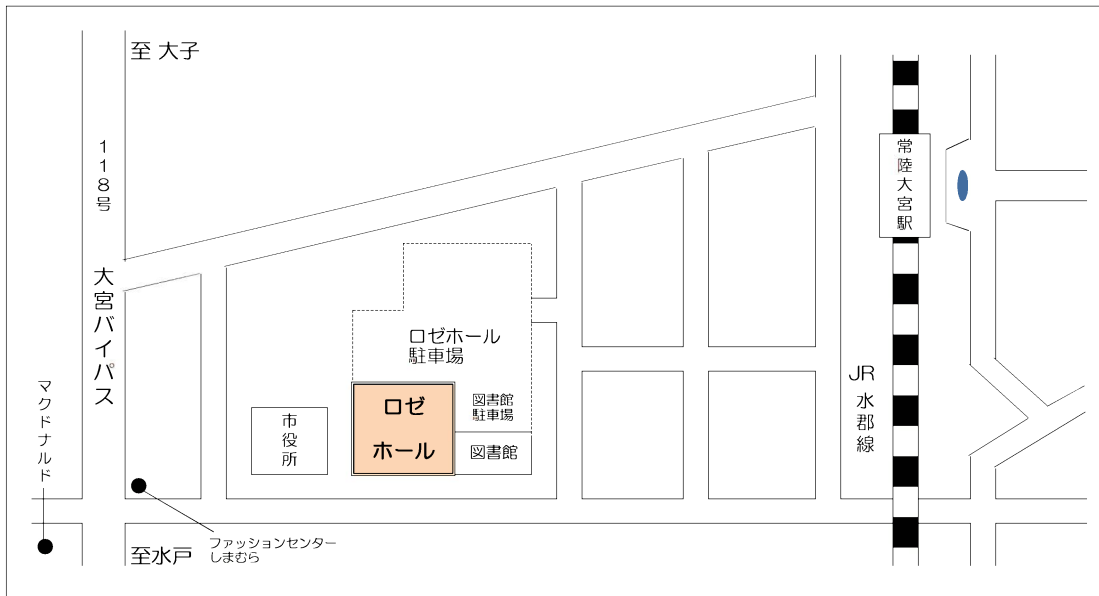 至 大子
118号
大宮バイパス
マクドナルド
常陸大宮駅
ロゼホール
駐車場
JR
水郡線
ロゼ
ホール
図書館
駐車場
図書館
市役所
ファッションセンター
しまむら
至水戸